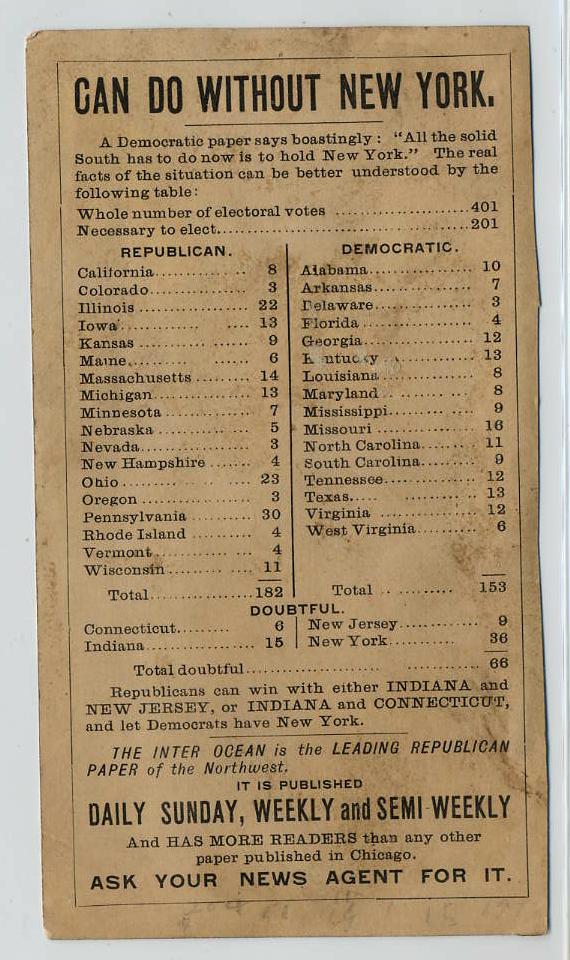 CAN DO WITHOUT NEW YORK.
A Democratic paper says boastingly: "All the solid
South has to do now is to hold New York." The real
facts of the situation can be better understood by the
following table:
Whole number of electoral votes ........................401
Necessary to elect.............................................201
REPUBLICAN.
California.............. 8
Colorado............... 3
Illinois ................. 22
Iowa .................... 13
Kansas ................. 9
Maine................... 6
Massachusetts ......... 14
Michigan............... 13
Minnesota ............. 7
Nebraska .............. 5
Nevada................. 3
New Hampshire ....... 4
Ohio .................... 23
Oregon ................. 3
Pennsylvania .......... 30
Rhode Island .......... 4
Vermont................ 4
Wisconsin.............. 11
Total.................182
DEMOCRATIC.
Alabama................ 10
Arkansas............... 7
Delaware............... 3
Florida ................. 4
Georgia................. 12
Kentucky .............. 13
Louisiana .............. 8
Maryland .............. 8
Mississippi............. 9
Missouri ................ 16
North Carolina........ 11
South Carolina........ 9
Tennessee.............. 12
Texas.................... 13
Virginia ................ 12
West Virginia.......... 6
Total .............. 153
DOUBTFUL.
Connecticut......... 6
Indiana................ 15
New Jersey............ 9
New York.......... 36
Total doubtful........................ ............ 66
Republicans can win with either INDIANA and
NEW JERSEY, or INDIANA and CONNECTICUT,
and let Democrats have New York.
THE INTER OCEAN is the LEADING REPUBLICAN
PAPER of the Northwest.
IT IS PUBLISHED
DAILY SUNDAY, WEEKLY and SEMI-WEEKLY
And HAS MORE READERS than any other
paper published in Chicago.
ASK YOUR NEWS AGENT FOR IT.